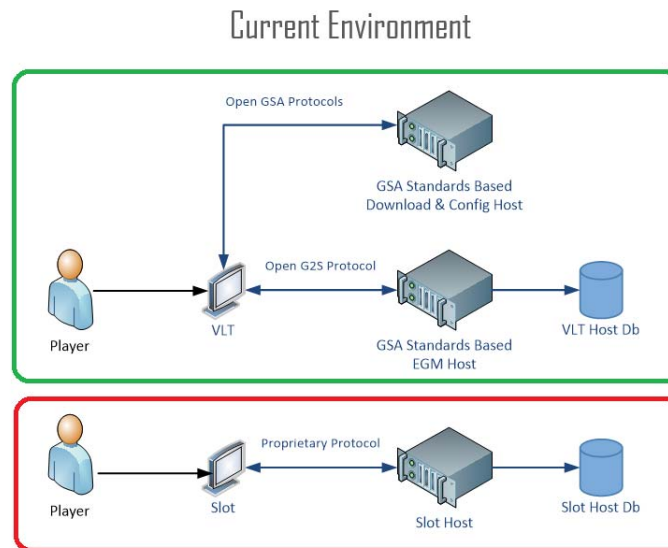 Current Environment
Open GSA Protocols
GSA Standards Based
Download & Config Host
Open G2S Protocol
Player
VLT
GSA Standards Based
EGM Host
VLT Host Db
Proprietary Protocol
Player
Slot
Slot Host
Slot Host Db